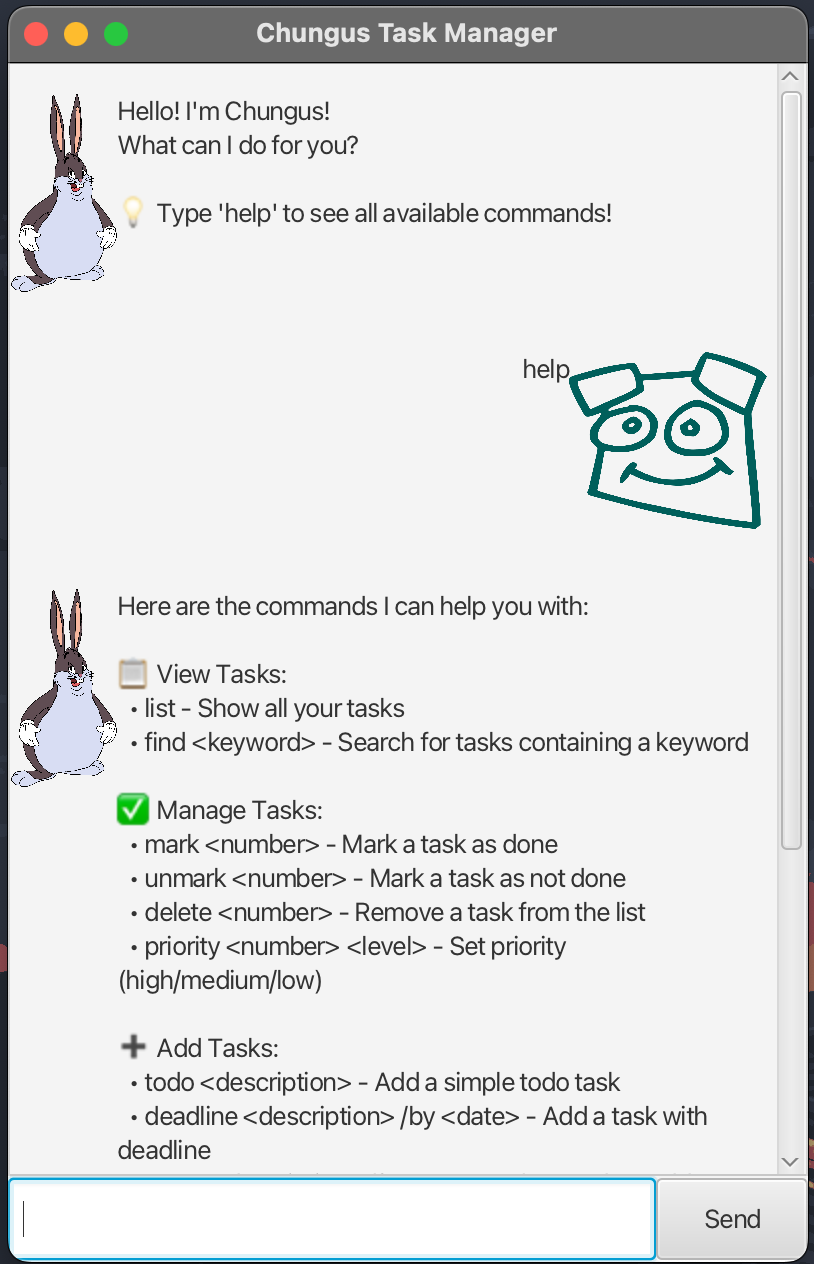 Chungus Task Manager
Hello! I'm Chungus!
What can I do for you?
💡 Type 'help' to see all available commands!
help
Here are the commands I can help you with:
📋 View Tasks:
• list - Show all your tasks
• find <keyword> - Search for tasks containing a keyword
✅ Manage Tasks:
• mark <number> - Mark a task as done
• unmark <number> - Mark a task as not done
• delete <number> - Remove a task from the list
• priority <number> <level> - Set priority
(high/medium/low)
➕ Add Tasks:
• todo <description> - Add a simple todo task
• deadline <description> /by <date> - Add a task with
deadline
Send